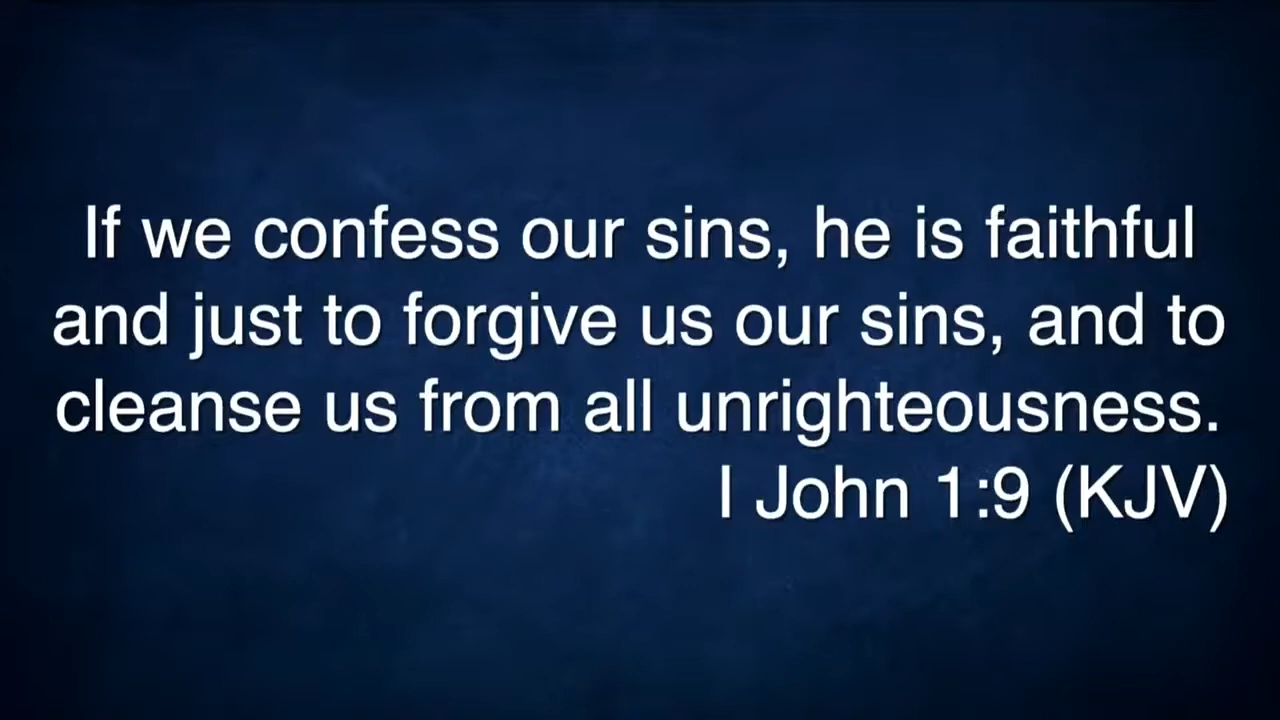 If we confess our sins, he is faithful
and just to forgive us our sins, and to
cleanse us from all unrighteousness.
I John 1:9 (KJV)